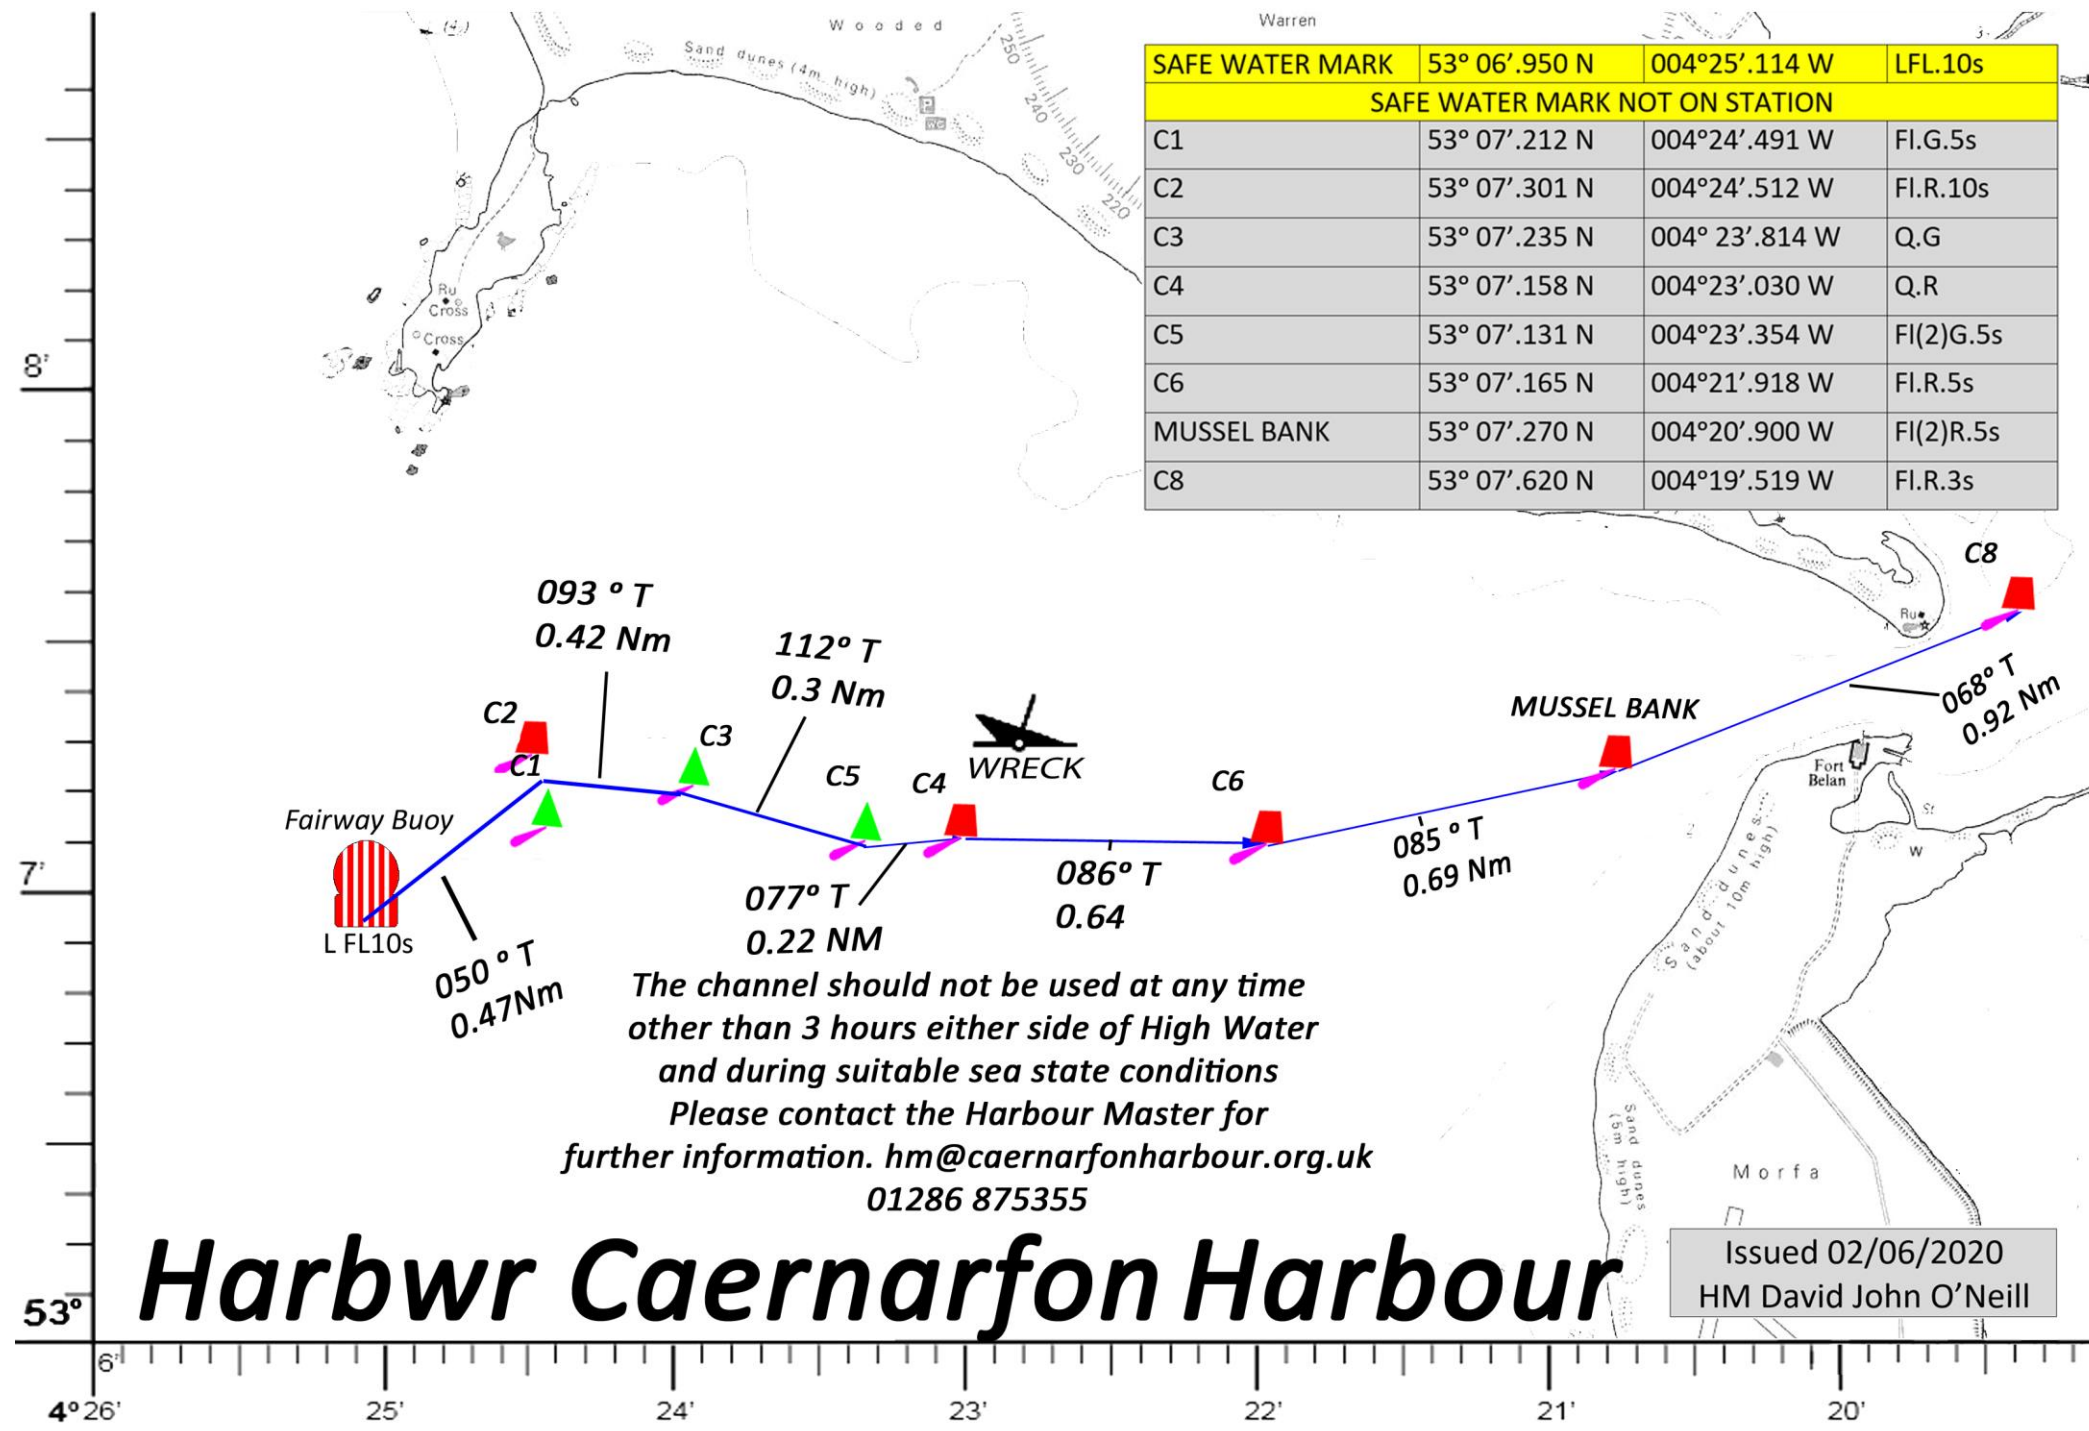 (4)
Wooded
Warren
Sand dunes (4m. high)
250
240
230
220
P
WC
SAFE WATER MARK 53° 06'.950 N 004°25'.114 W LFL.10s
SAFE WATER MARK NOT ON STATION
C1 53° 07'.212 N 004°24'.491 W Fl.G.5s
C2 53° 07'.301 N 004°24'.512 W Fl.R.10s
C3 53° 07'.235 N 004° 23'.814 W Q.G
C4 53° 07'.158 N 004°23'.030 W Q.R
C5 53° 07'.131 N 004°23'.354 W Fl(2)G.5s
C6 53° 07'.165 N 004°21'.918 W Fl.R.5s
MUSSEL BANK 53° 07'.270 N 004°20'.900 W Fl(2)R.5s
C8 53° 07'.620 N 004°19'.519 W Fl.R.3s
Ru
Cross
Cross
8'
C8
Ru
093 º T
0.42 Nm
112º T
0.3 Nm
068º T
0.92 Nm
C2
C1
C3
C5
C4
WRECK
C6
MUSSEL BANK
Fort
Belan
St
W
Fairway Buoy
L FL10s
7'
050 º T
0.47Nm
077º T
0.22 NM
086º T
0.64
085 º T
0.69 Nm
Sand dunes
(about 10m high)
The channel should not be used at any time
other than 3 hours either side of High Water
and during suitable sea state conditions
Please contact the Harbour Master for
further information. hm@caernarfonharbour.org.uk
01286 875355
Sand dunes
(5m high)
Morfa
Harbwr Caernarfon Harbour
Issued 02/06/2020
HM David John O'Neill
53º
6'
4º26' 25' 24' 23' 22' 21' 20'